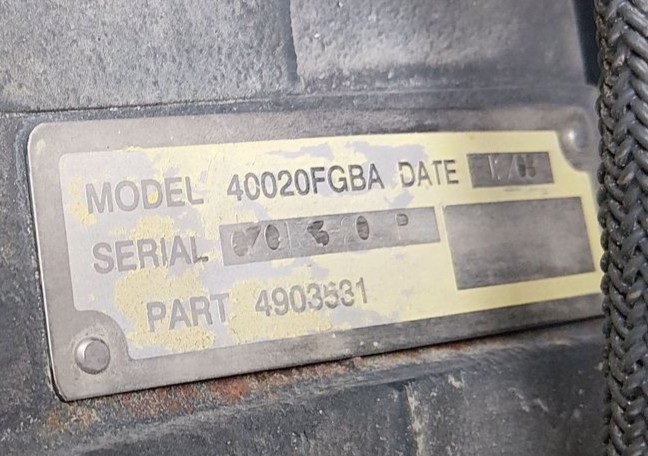 MODEL 40020FGBA DATE
SERIAL
PART 4903531